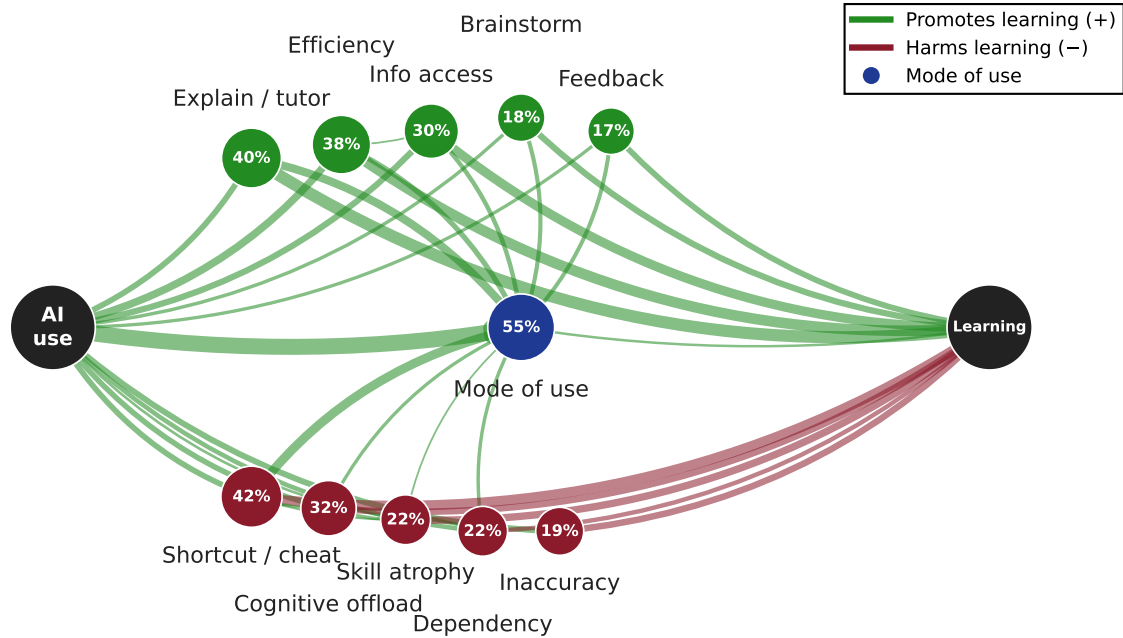 Brainstorm
Promotes learning (+)
Harms learning (−)
Mode of use
Efficiency
Info access
Feedback
Explain / tutor
40%
38%
30%
18%
17%
AI
use
55%
Learning
Mode of use
42%
32%
22%
22%
19%
Shortcut / cheat
Skill atrophy
Inaccuracy
Cognitive offload
Dependency